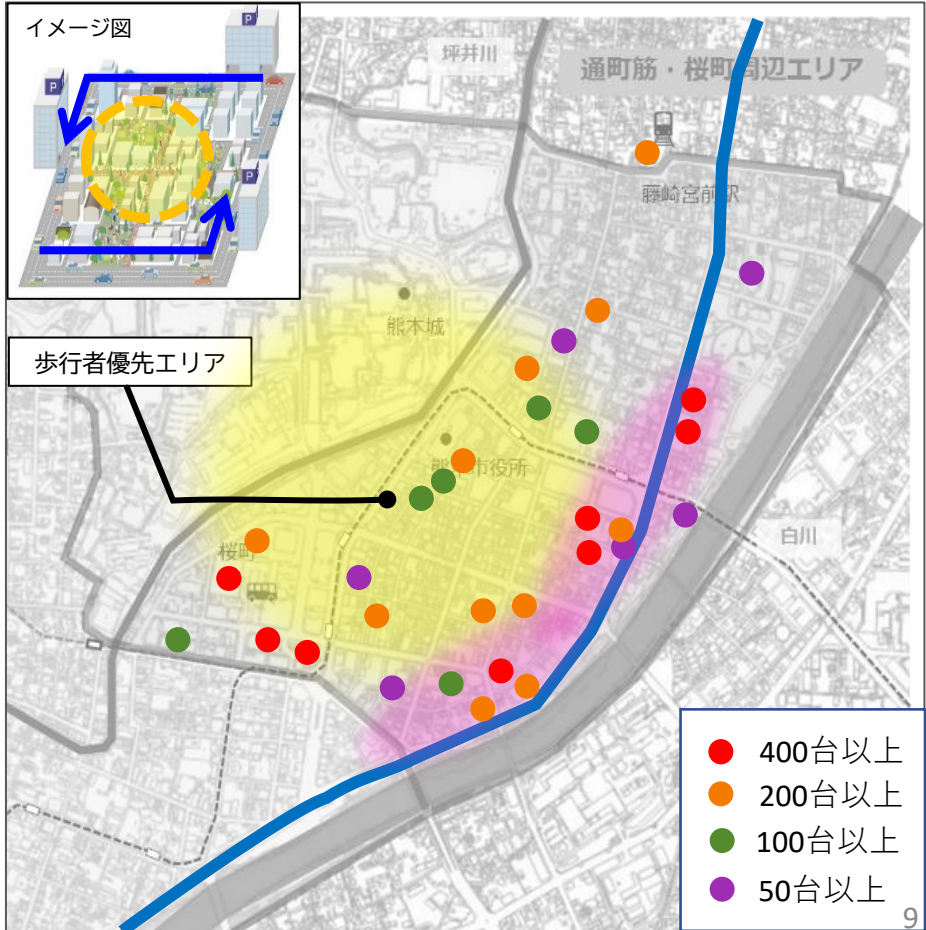 イメージ図
P
P
P
坪井川
通町筋・桜町周辺エリア
藤崎宮前駅
熊本城
歩行者優先エリア
熊本市役所
桜町
白川
400台以上
200台以上
100台以上
50台以上
9